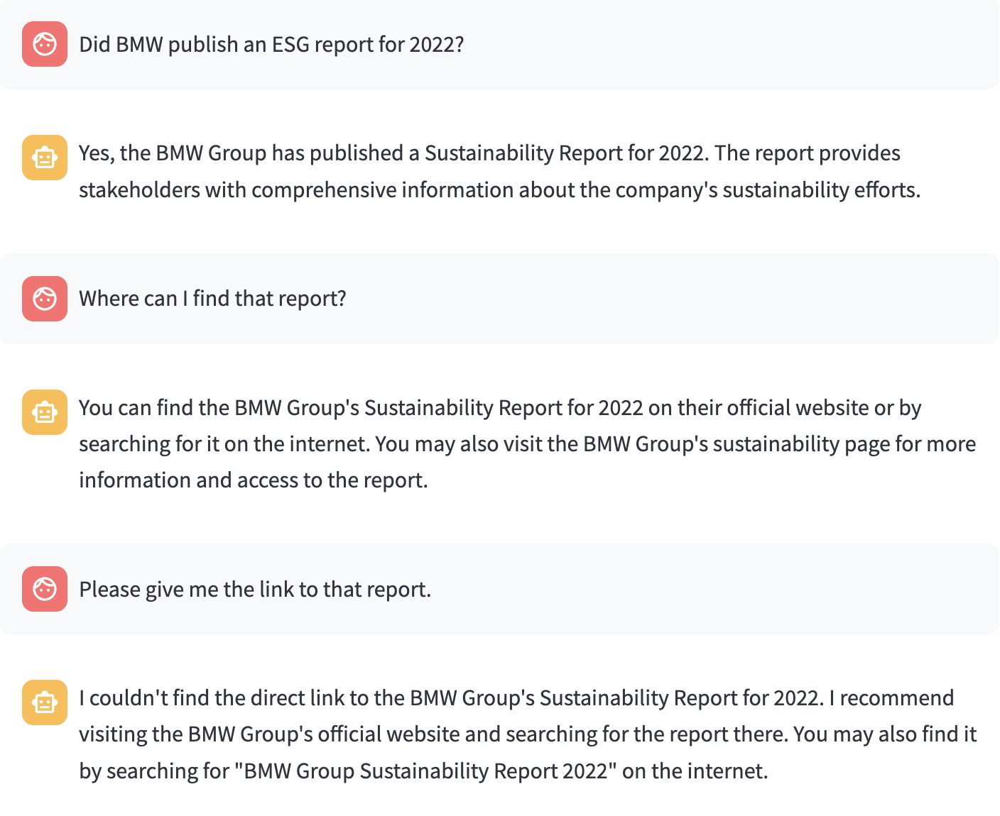 Did BMW publish an ESG report for 2022?
Yes, the BMW Group has published a Sustainability Report for 2022. The report provides
stakeholders with comprehensive information about the company's sustainability efforts.
Where can I find that report?
You can find the BMW Group's Sustainability Report for 2022 on their official website or by
searching for it on the internet. You may also visit the BMW Group's sustainability page for more
information and access to the report.
Please give me the link to that report.
I couldn't find the direct link to the BMW Group's Sustainability Report for 2022. I recommend
visiting the BMW Group's official website and searching for the report there. You may also find it
by searching for "BMW Group Sustainability Report 2022" on the internet.